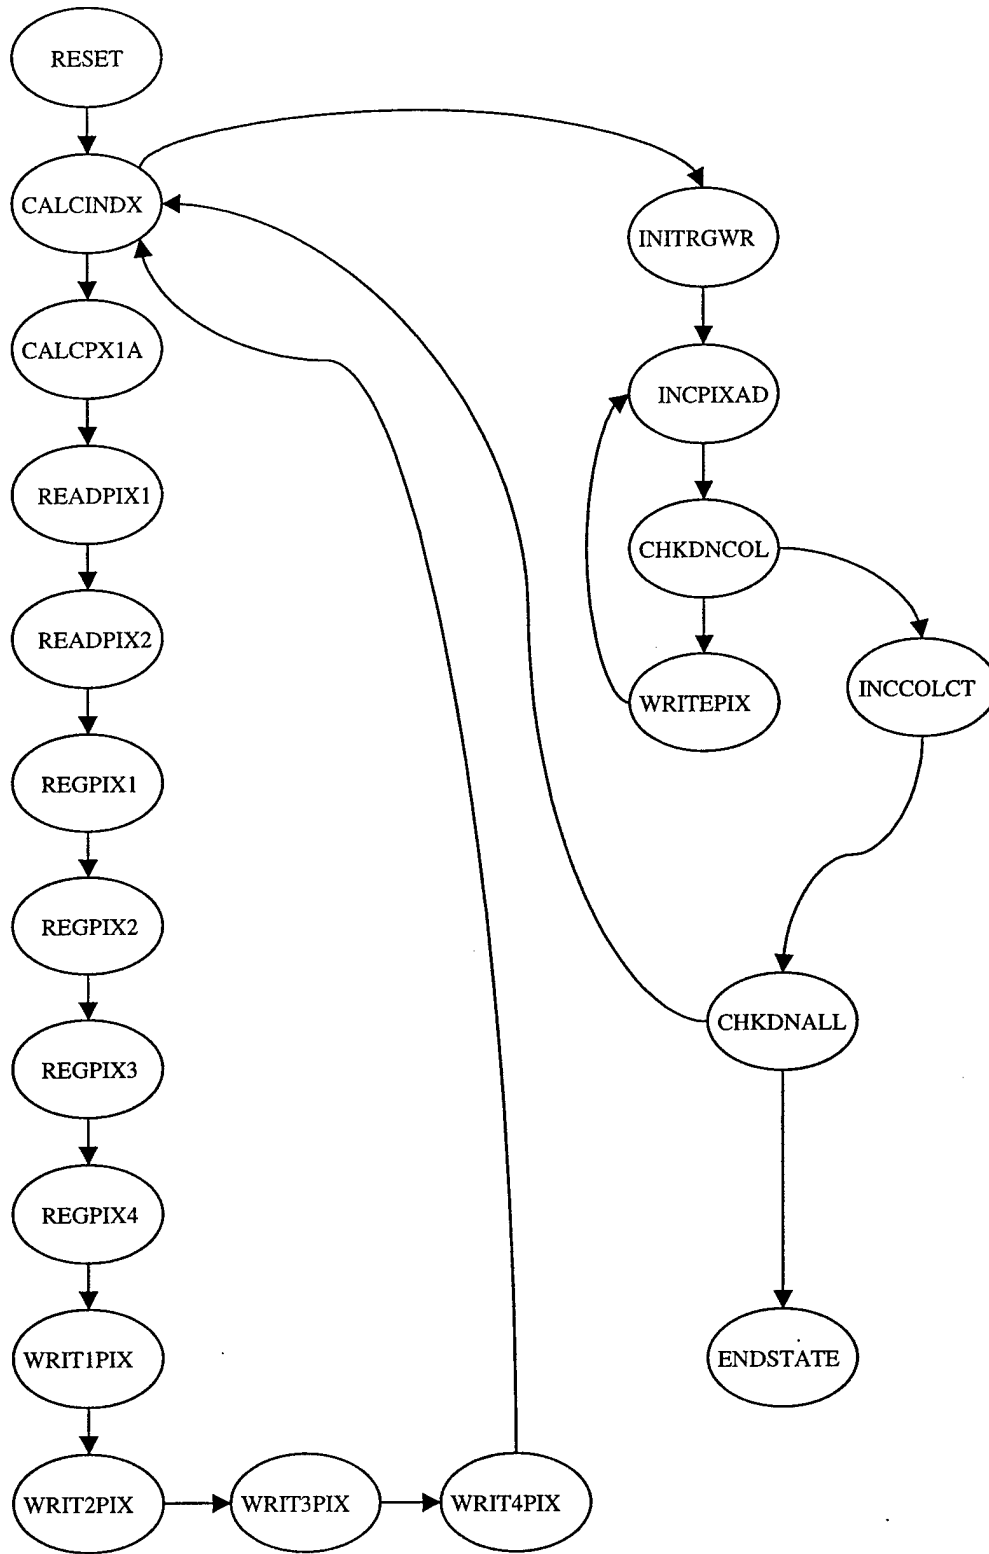 RESET
CALCINDX
INITRGWR
CALCPX1A
INCPIXAD
READPIX1
CHKDNCOL
READPIX2
WRITEPIX
INCCOLCT
REGPIX1
REGPIX2
CHKDNALL
REGPIX3
REGPIX4
WRIT1PIX
ENDSTATE
WRIT2PIX
WRIT3PIX
WRIT4PIX